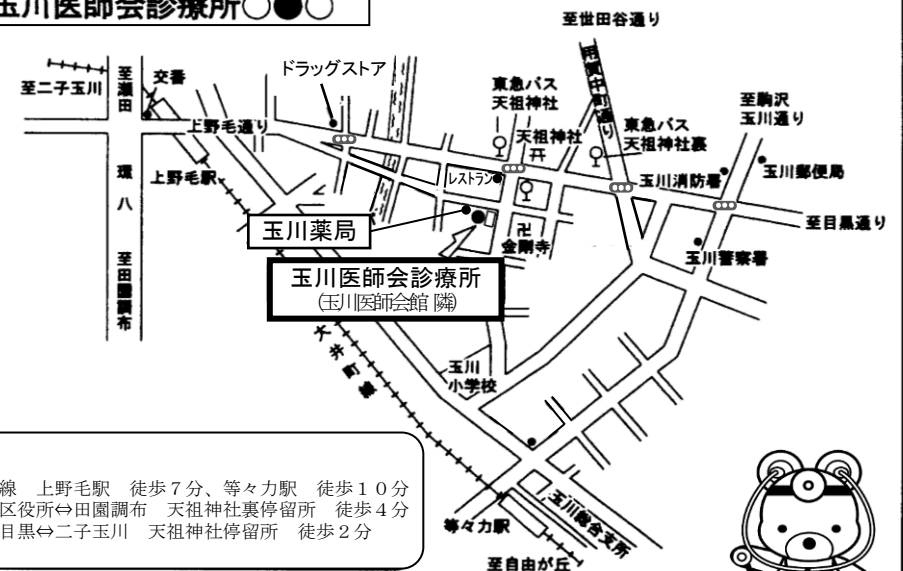 玉川医師会診療所○●○
至世田谷通り
ドラッグストア
至二子玉川
至瀬田
交番
東急バス
天祖神社
用賀中町通り
至駒沢
玉川通り
上野毛通り
天祖神社
東急バス
天祖神社裏
環八
上野毛駅
レストラン
玉川消防署
玉川郵便局
玉川薬局
卍
金剛寺
至目黒通り
玉川警察署
至田園調布
玉川医師会診療所
(玉川医師会館 隣)
大井町線
玉川
小学校
線 上野毛駅 徒歩7分、等々力駅 徒歩10分
区役所⇔田園調布 天祖神社裏停留所 徒歩4分
目黒⇔二子玉川 天祖神社停留所 徒歩2分
等々力駅
玉川総合支所
至自由が丘